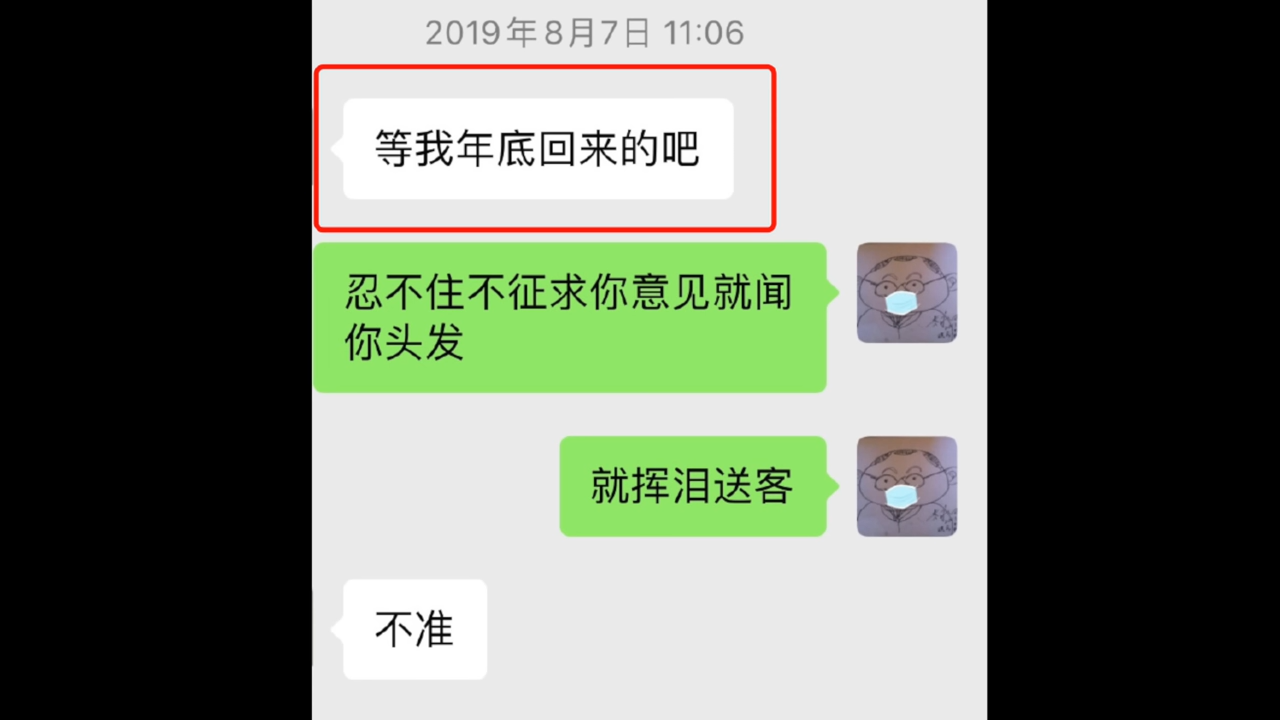 2019年8月7日 11:06
等我年底回来的吧
忍不住不征求你意见就闻
你头发
就挥泪送客
不准